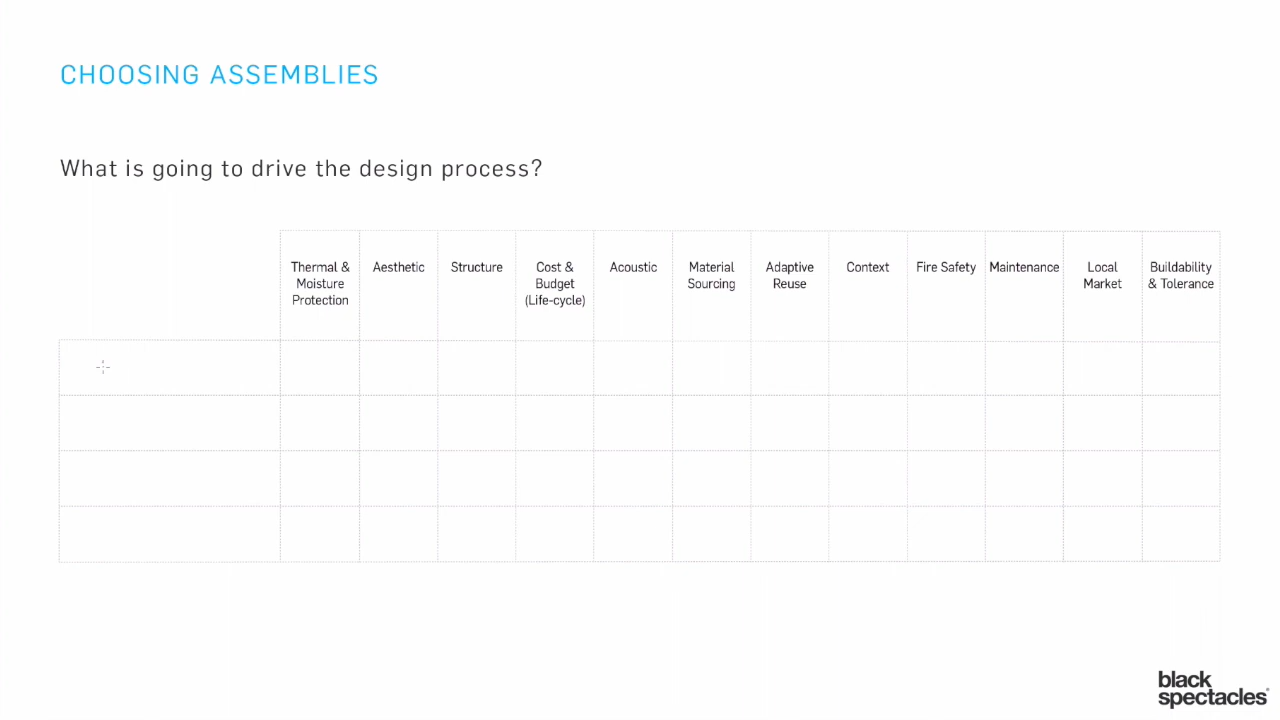 CHOOSING ASSEMBLIES
What is going to drive the design process?
Thermal &
Moisture
Protection
Aesthetic
Structure
Cost &
Budget
(Life-cycle)
Acoustic
Material
Sourcing
Adaptive
Reuse
Context
Fire Safety
Maintenance
Local
Market
Buildability
& Tolerance
black
spectacles